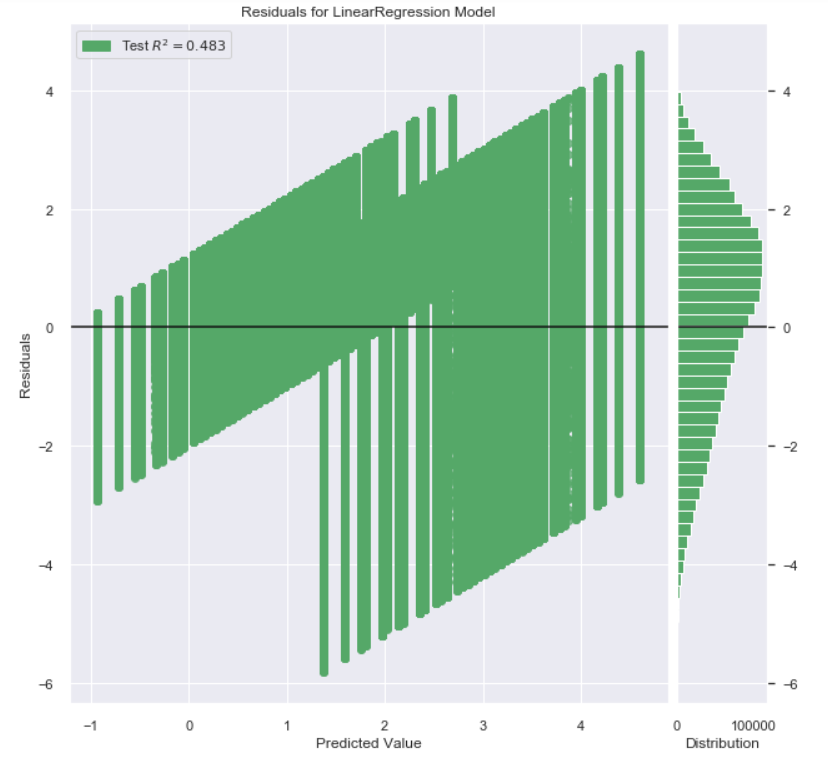 Residuals for LinearRegression Model
Test R² = 0.483
4
2
0
−2
−4
−6
Residuals
4
2
0
−2
−4
−6
−1 0 1 2 3 4
Predicted Value
0 100000
Distribution